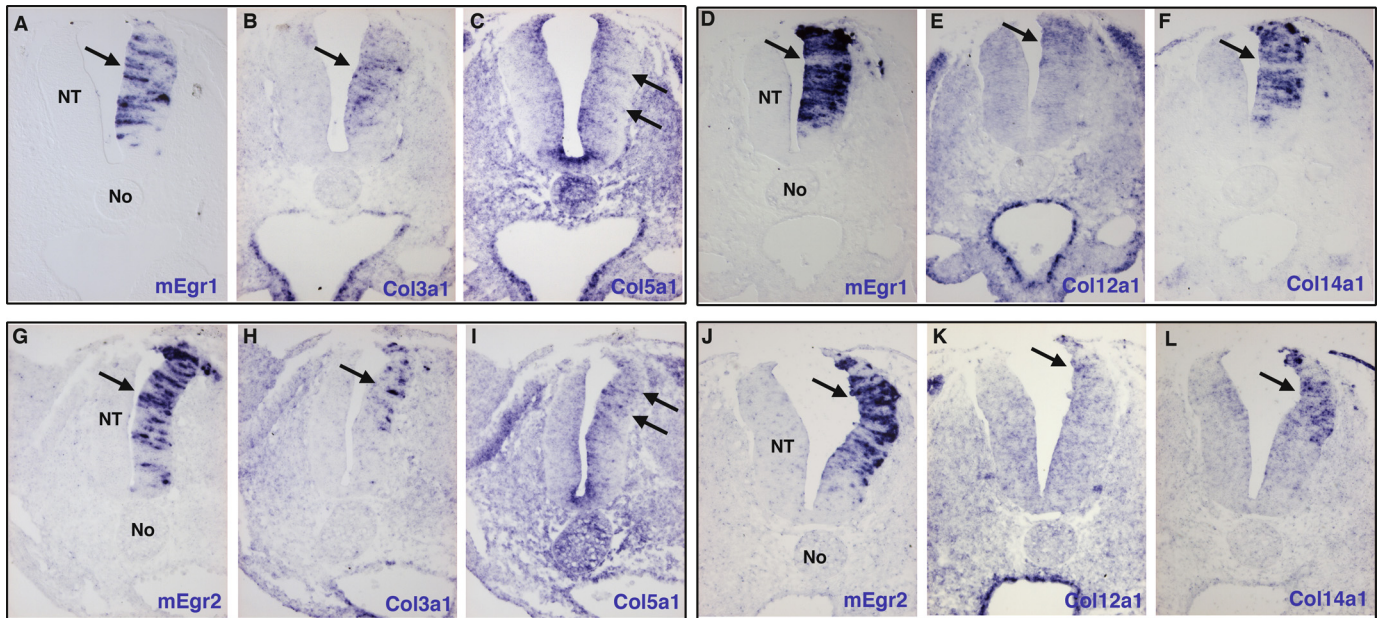 A
NT
No
mEgr1
B
Col3a1
C
Col5a1
D
NT
No
mEgr1
E
Col12a1
F
Col14a1
G
NT
No
mEgr2
H
Col3a1
I
Col5a1
J
NT
No
mEgr2
K
Col12a1
L
Col14a1